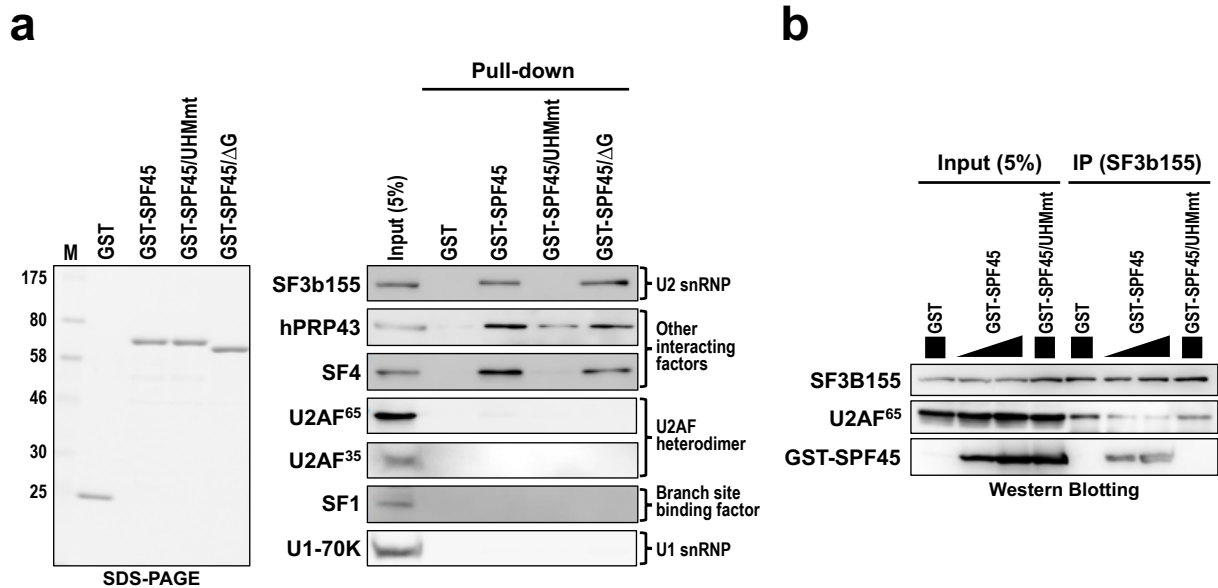 a
M
GST
GST-SPF45
GST-SPF45/UHMmt
GST-SPF45/ΔG
175
80
58
46
30
25
SDS-PAGE
Pull-down
Input (5%)
GST
GST-SPF45
GST-SPF45/UHMmt
GST-SPF45/ΔG
SF3b155
U2 snRNP
hPRP43
SF4
Other
interacting
factors
U2AF⁶⁵
U2AF³⁵
U2AF
heterodimer
SF1
Branch site
binding factor
U1-70K
U1 snRNP
b
Input (5%) IP (SF3b155)
GST
GST-SPF45
GST-SPF45/UHMmt
GST
GST-SPF45
GST-SPF45/UHMmt
SF3B155
U2AF⁶⁵
GST-SPF45
Western Blotting